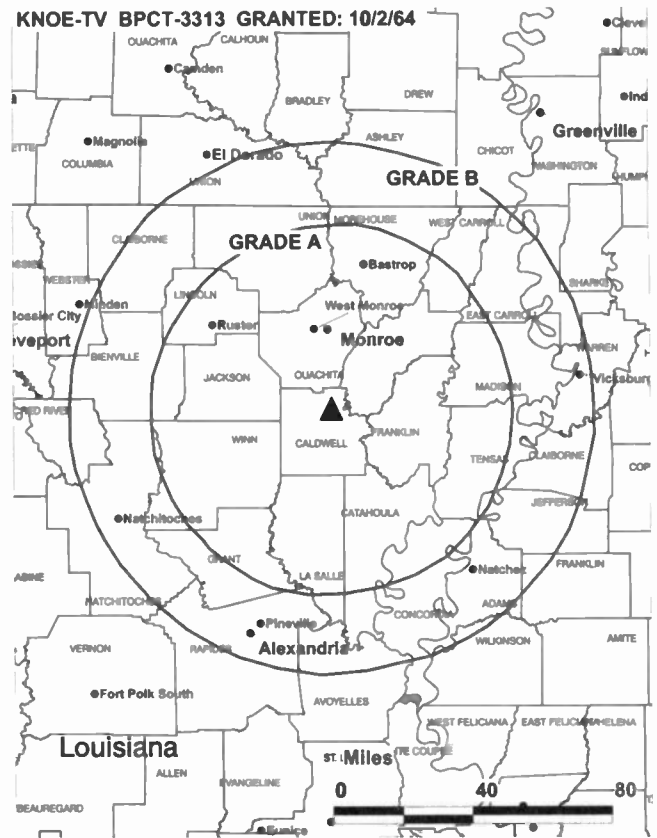 KNOE-TV BPCT-3313 GRANTED: 10/2/64
OUACHITA
CALHOUN
Camden
BRADLEY
DREW
Greenville
ASHLEY
CHICOT
WASHINGTON
Magnolia
COLUMBIA
El Dorado
UNION
GRADE B
UNION
MOREHOUSE
WEST CARROLL
CLAIBORNE
GRADE A
Bastrop
WEBSTER
LINCOLN
Minden
West Monroe
EAST CARROLL
Bossier City
Ruston
Monroe
WARREN
BIENVILLE
OUACHITA
JACKSON
MADISON
Vicksburg
RED RIVER
WINN
CALDWELL
FRANKLIN
TENSAS
CLAIBORNE
JEFFERSON
CATAHOULA
Natchitoches
GRANT
LA SALLE
Natchez
FRANKLIN
NATCHITOCHES
CONCORDIA
ADAMS
Pineville
WILKINSON
AMITE
VERNON
RAPIDES
Alexandria
Fort Polk South
AVOYELLES
WEST FELICIANA
EAST FELICIANA
HELENA
Louisiana
ST.
Miles
ALLEN
EVANGELINE
0 40 80
BEAUREGARD
Eunice